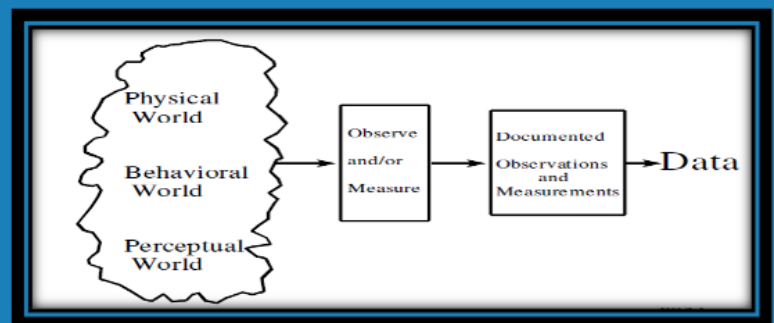 Physical
World
Behavioral
World
Perceptual
World
Observe
and/or
Measure
Documented
Observations
and
Measurements
Data